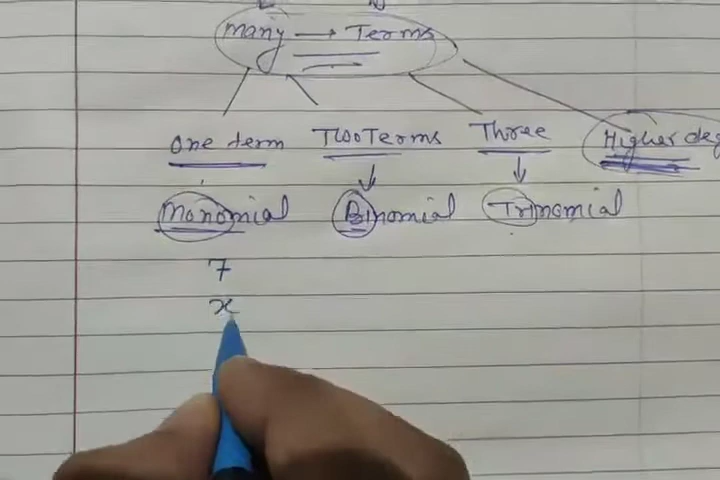 many → Terms
One term Two Terms Three Higher deg
Monomial Binomial Trinomial
7
x